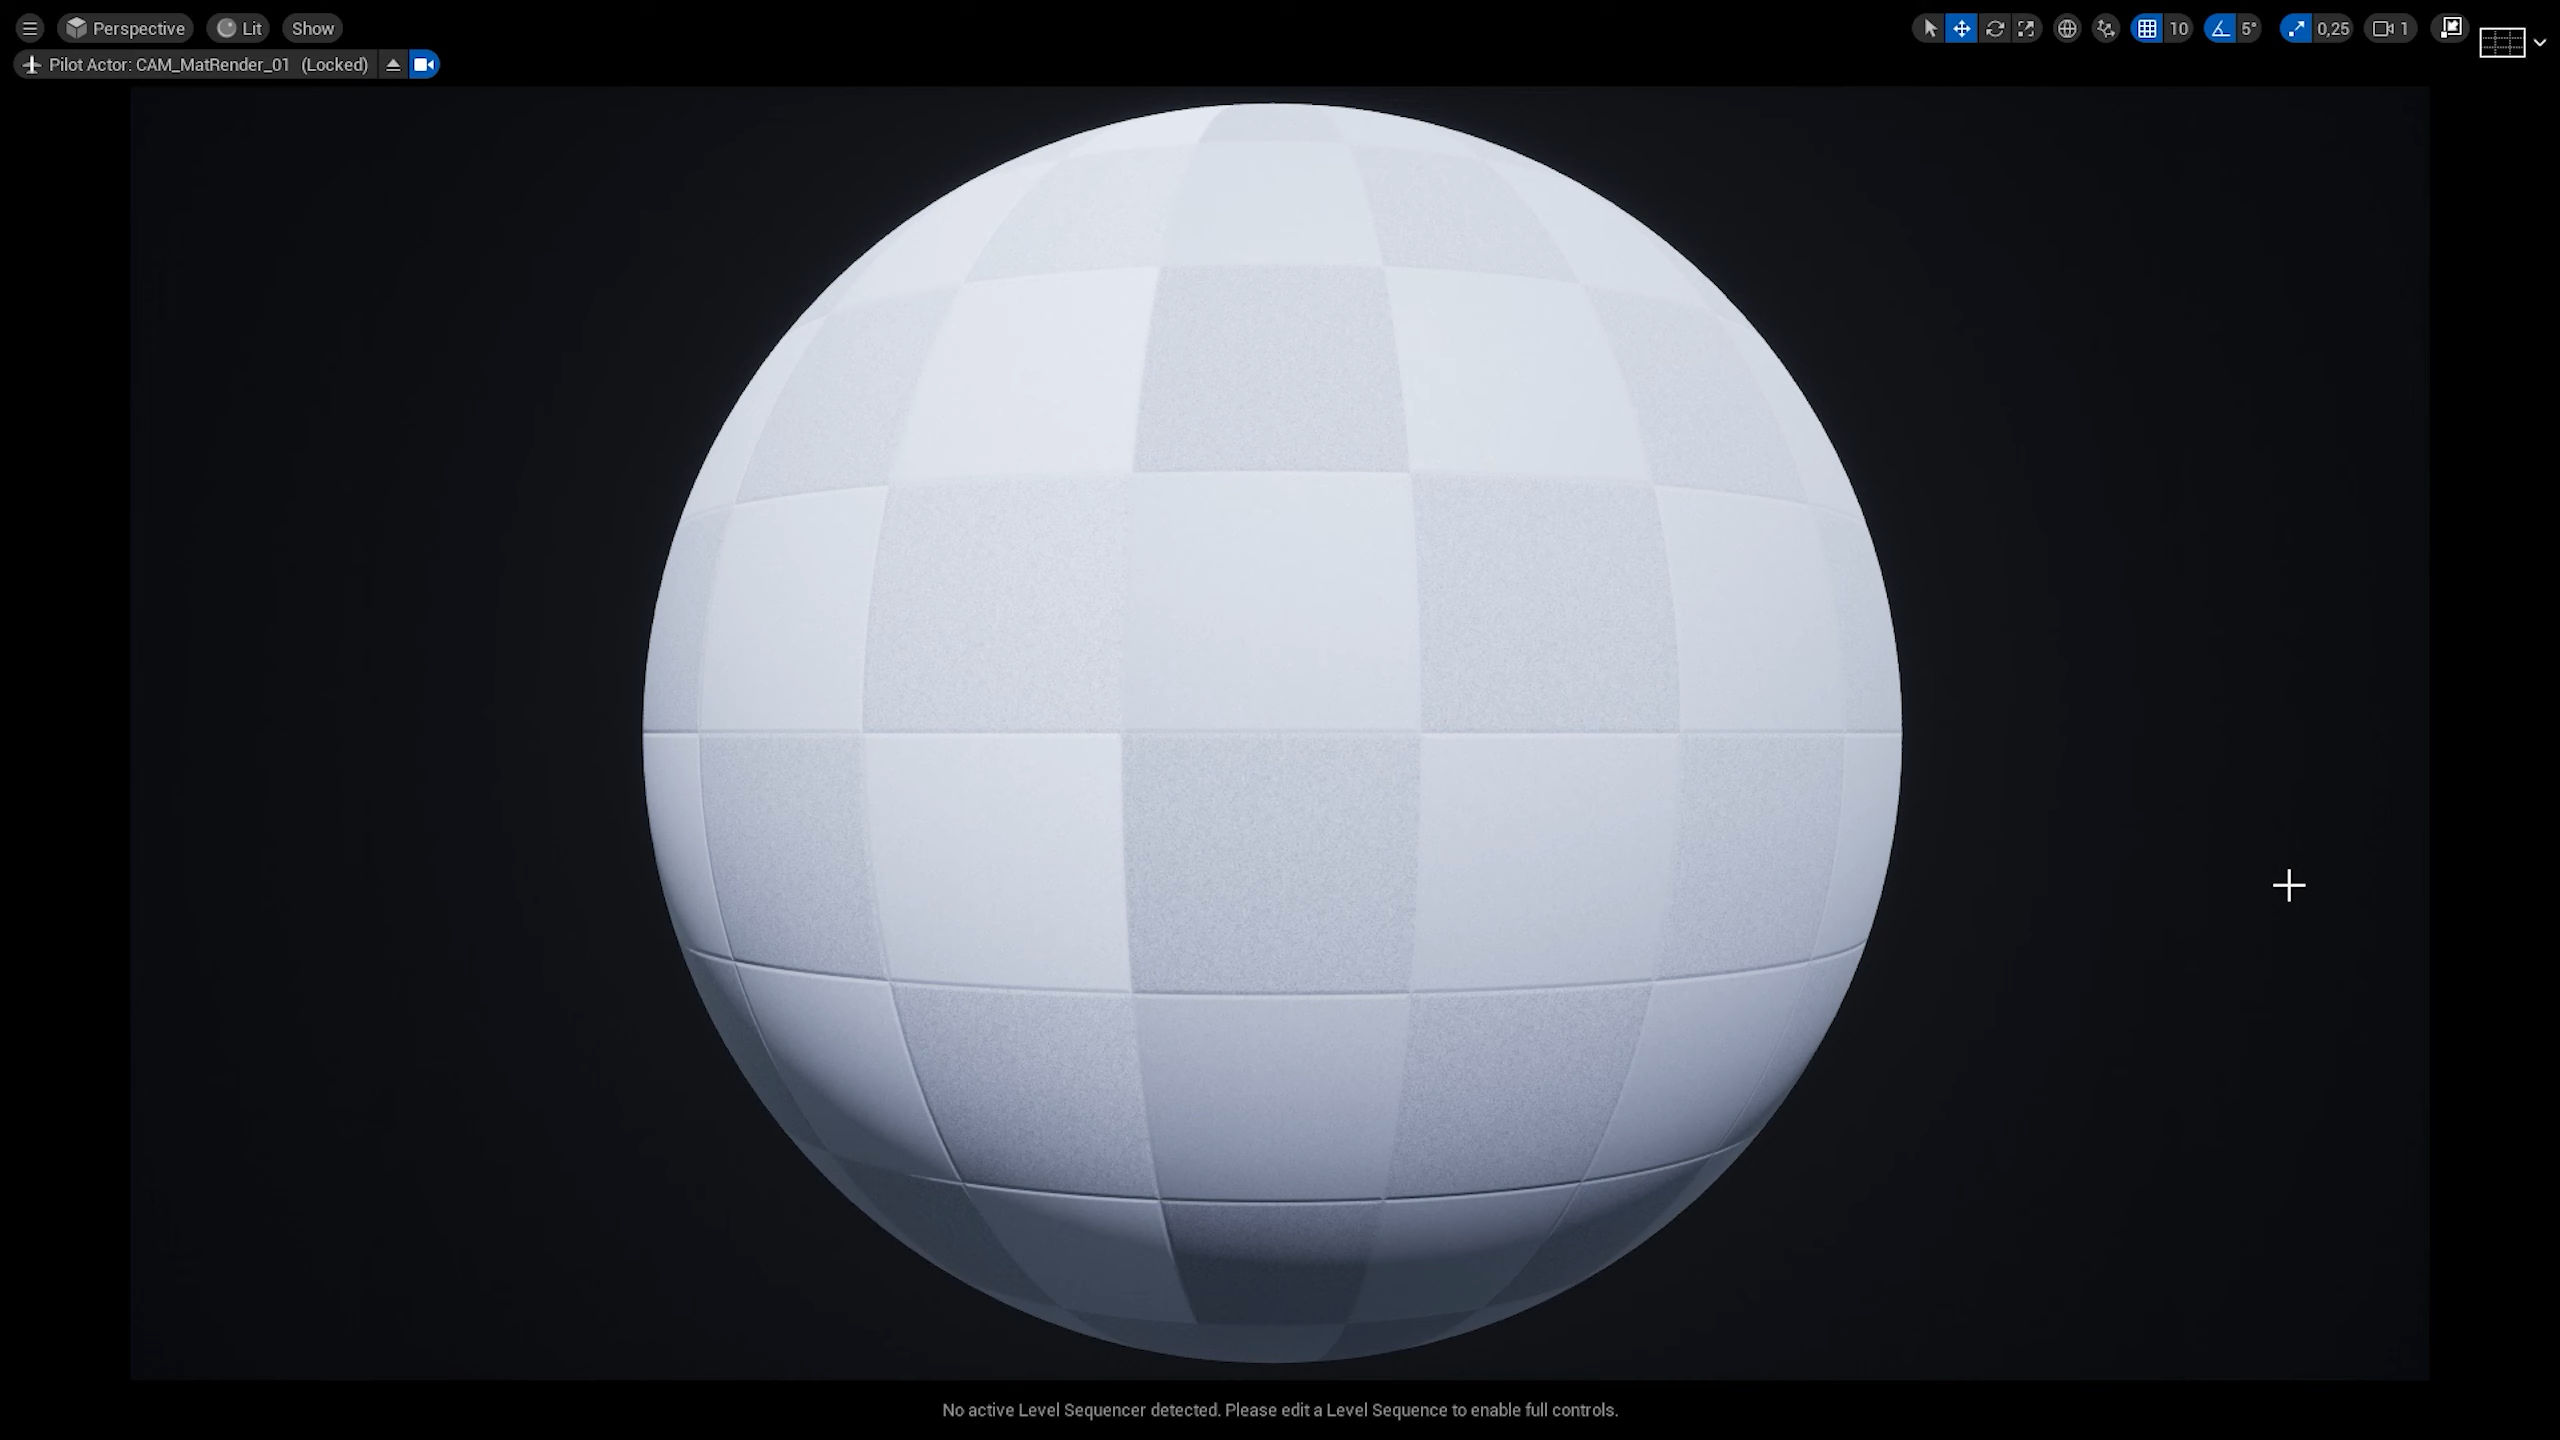 Perspective Lit Show 10 5° 0,25 1
Pilot Actor: CAM_MatRender_01 (Locked)
No active Level Sequencer detected. Please edit a Level Sequence to enable full controls.